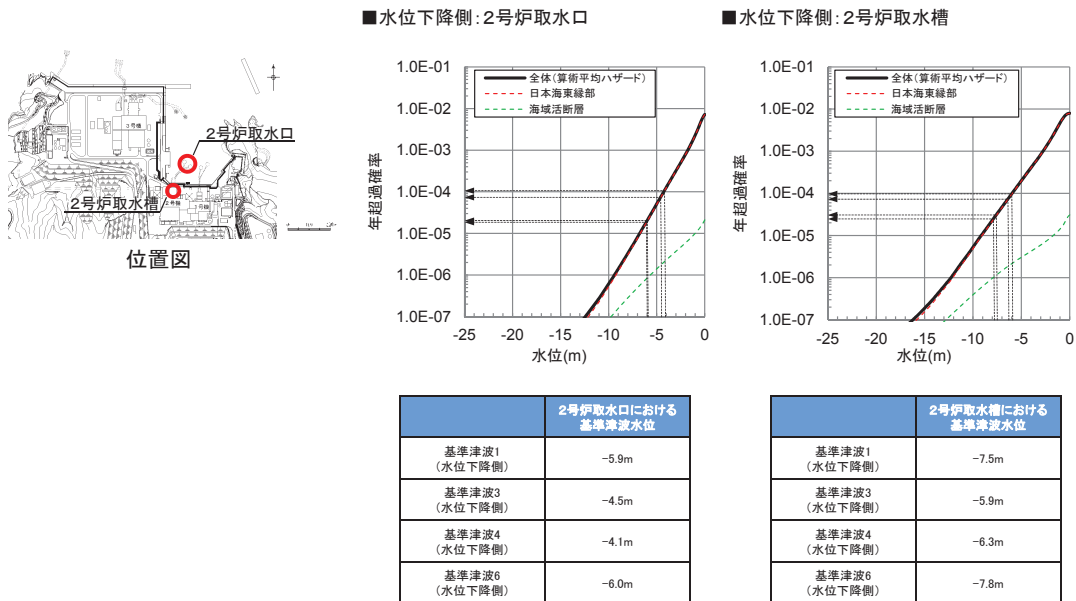 ■水位下降側:2号炉取水口
■水位下降側:2号炉取水槽
2号炉取水口
2号炉取水槽
3号機
2号機
1号機
位置図
年超過確率
1.0E-01
1.0E-02
1.0E-03
1.0E-04
1.0E-05
1.0E-06
1.0E-07
全体(算術平均ハザード)
日本海東縁部
海域活断層
-25 -20 -15 -10 -5 0
水位(m)
年超過確率
1.0E-01
1.0E-02
1.0E-03
1.0E-04
1.0E-05
1.0E-06
1.0E-07
全体(算術平均ハザード)
日本海東縁部
海域活断層
-25 -20 -15 -10 -5 0
水位(m)
2号炉取水口における
基準津波水位
基準津波1
(水位下降側)
-5.9m
基準津波3
(水位下降側)
-4.5m
基準津波4
(水位下降側)
-4.1m
基準津波6
(水位下降側)
-6.0m
2号炉取水槽における
基準津波水位
基準津波1
(水位下降側)
-7.5m
基準津波3
(水位下降側)
-5.9m
基準津波4
(水位下降側)
-6.3m
基準津波6
(水位下降側)
-7.8m